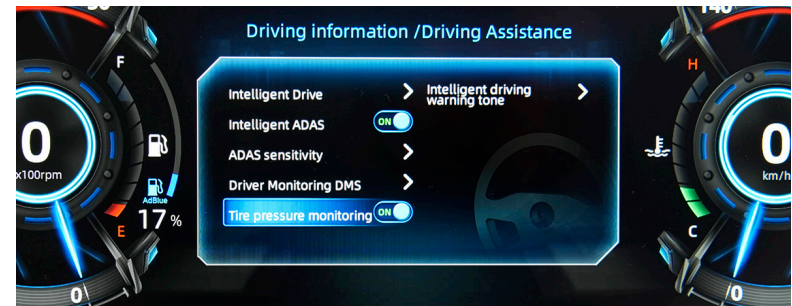 Driving information /Driving Assistance
F
H
Intelligent Drive
Intelligent driving
warning tone
Intelligent ADAS
ON
ADAS sensitivity
Driver Monitoring DMS
Tire pressure monitoring
ON
0
x100rpm
AdBlue
17 %
E
0
0
km/h
C
0